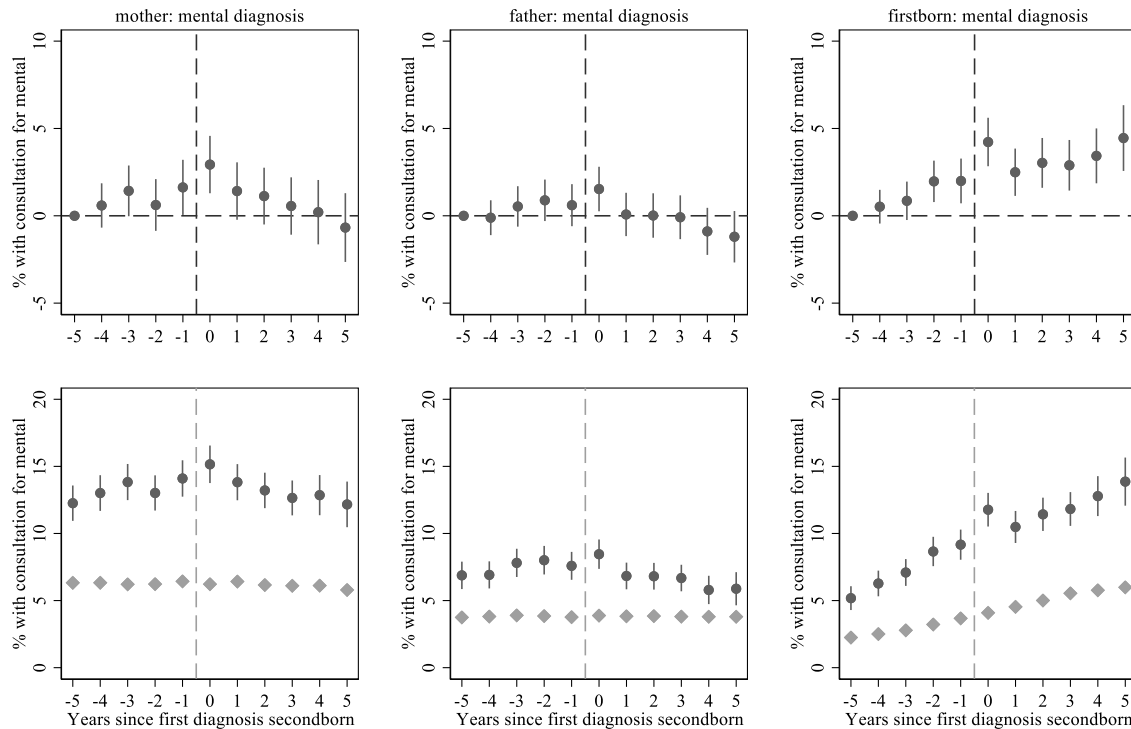 mother: mental diagnosis
% with consultation for mental
10
5
0
-5
-5 -4 -3 -2 -1 0 1 2 3 4 5
father: mental diagnosis
% with consultation for mental
10
5
0
-5
-5 -4 -3 -2 -1 0 1 2 3 4 5
firstborn: mental diagnosis
% with consultation for mental
10
5
0
-5
-5 -4 -3 -2 -1 0 1 2 3 4 5
% with consultation for mental
20
15
10
5
0
-5 -4 -3 -2 -1 0 1 2 3 4 5
Years since first diagnosis secondborn
% with consultation for mental
20
15
10
5
0
-5 -4 -3 -2 -1 0 1 2 3 4 5
Years since first diagnosis secondborn
% with consultation for mental
20
15
10
5
0
-5 -4 -3 -2 -1 0 1 2 3 4 5
Years since first diagnosis secondborn